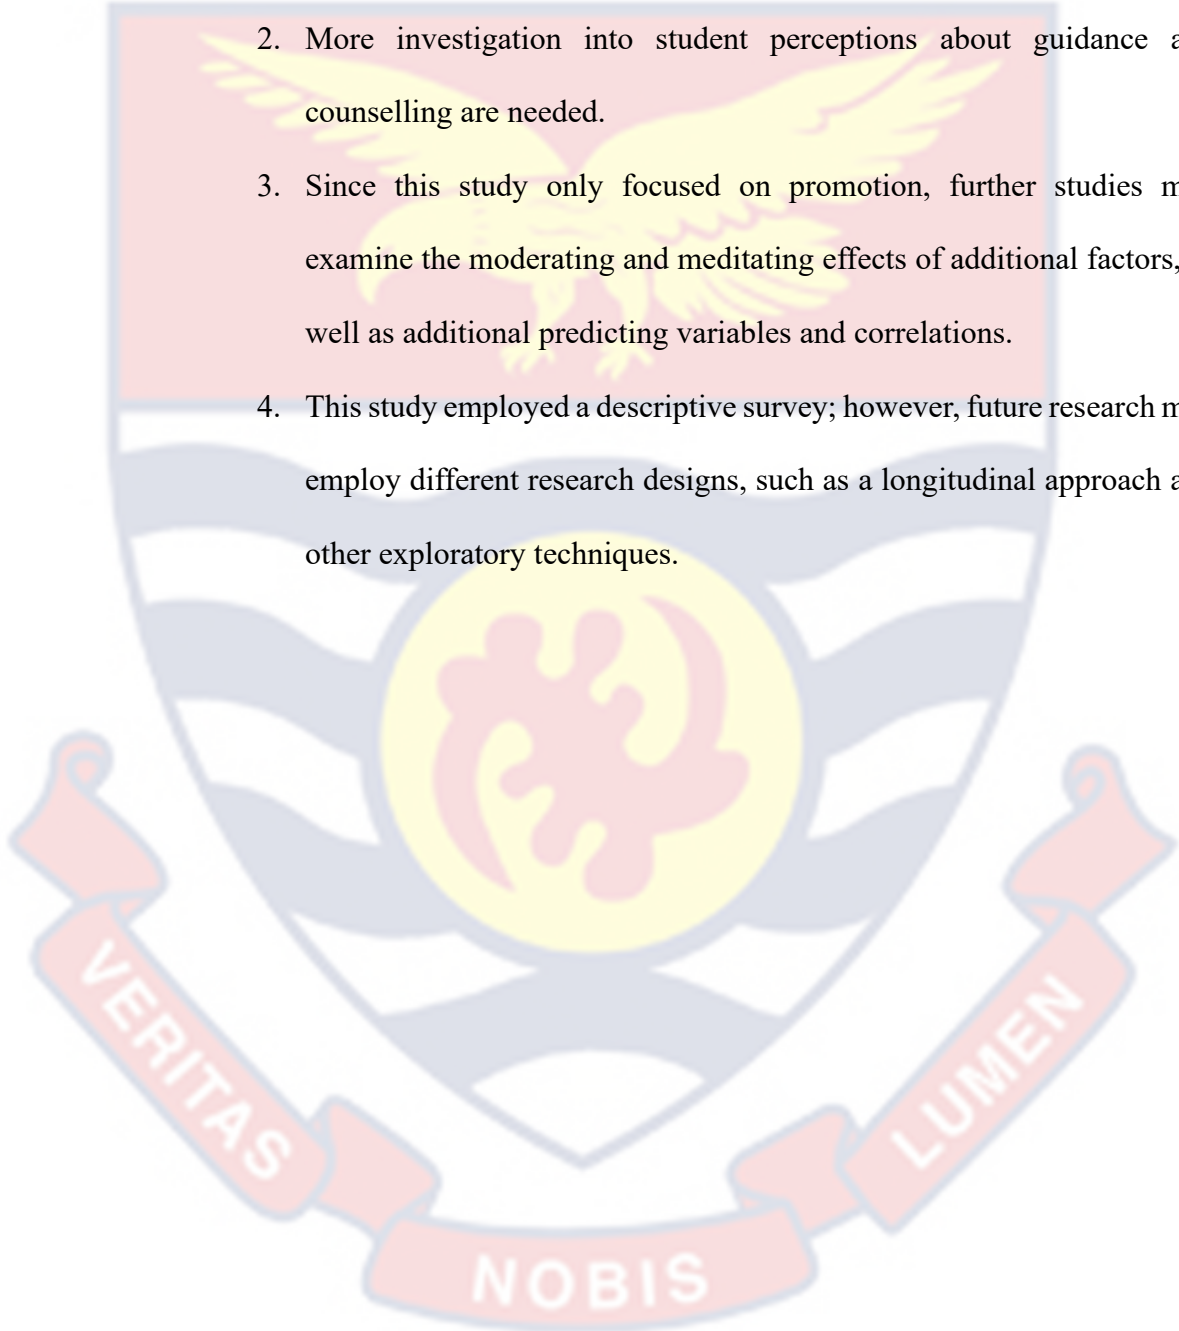 2. More investigation into student perceptions about guidance a
counselling are needed.
3. Since this study only focused on promotion, further studies m
examine the moderating and meditating effects of additional factors,
well as additional predicting variables and correlations.
4. This study employed a descriptive survey; however, future research m
employ different research designs, such as a longitudinal approach a
other exploratory techniques.
VERITAS
NOBIS
LUMEN